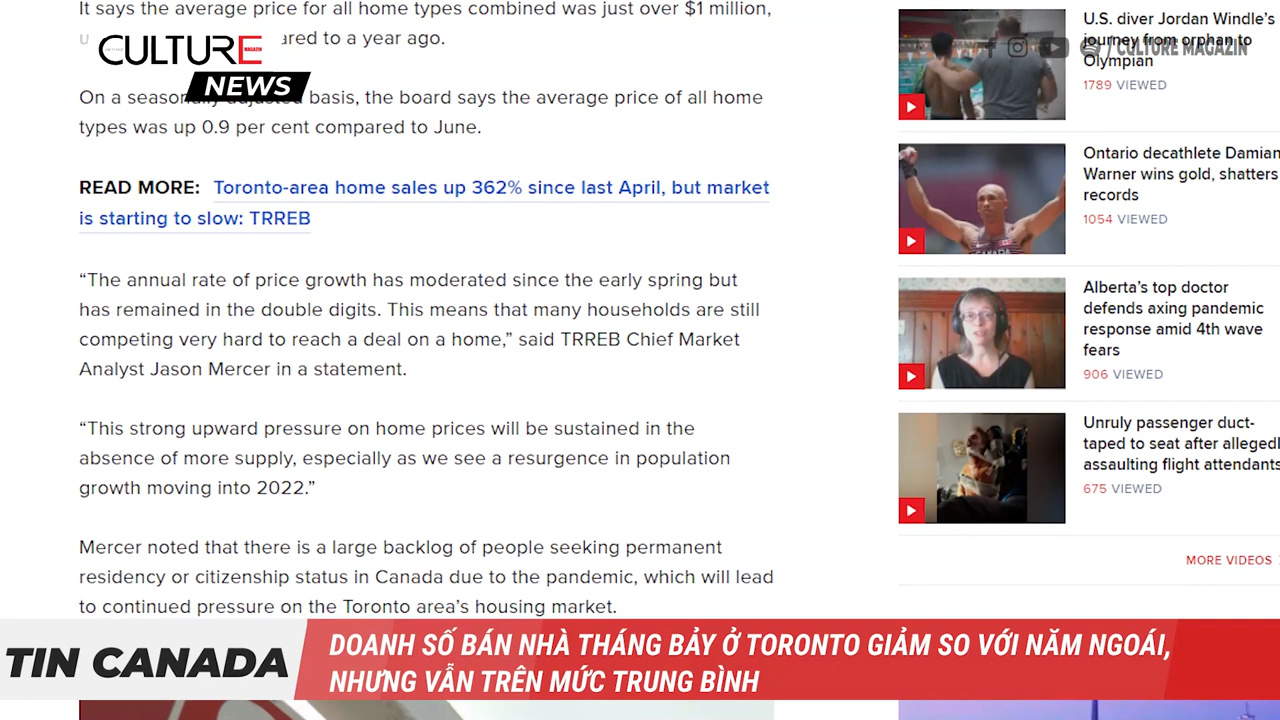 It says the average price for all home types combined was just over $1 million,
ared to a year ago.
CULTURE
MAGAZIN
NEWS
On a seasonally adjusted basis, the board says the average price of all home
types was up 0.9 per cent compared to June.
READ MORE: Toronto-area home sales up 362% since last April, but market
is starting to slow: TRREB
“The annual rate of price growth has moderated since the early spring but
has remained in the double digits. This means that many households are still
competing very hard to reach a deal on a home,” said TRREB Chief Market
Analyst Jason Mercer in a statement.
“This strong upward pressure on home prices will be sustained in the
absence of more supply, especially as we see a resurgence in population
growth moving into 2022.”
Mercer noted that there is a large backlog of people seeking permanent
residency or citizenship status in Canada due to the pandemic, which will lead
to continued pressure on the Toronto area’s housing market.
U.S. diver Jordan Windle’s
journey from orphan to
Olympian
1789 VIEWED
/ CULTURE MAGAZIN
Ontario decathlete Damian
Warner wins gold, shatters
records
1054 VIEWED
CANADA
Alberta’s top doctor
defends axing pandemic
response amid 4th wave
fears
906 VIEWED
Unruly passenger duct-
taped to seat after allegedl
assaulting flight attendants
675 VIEWED
MORE VIDEOS
TIN CANADA
DOANH SỐ BÁN NHÀ THÁNG BẢY Ở TORONTO GIẢM SO VỚI NĂM NGOÁI,
NHƯNG VẪN TRÊN MỨC TRUNG BÌNH